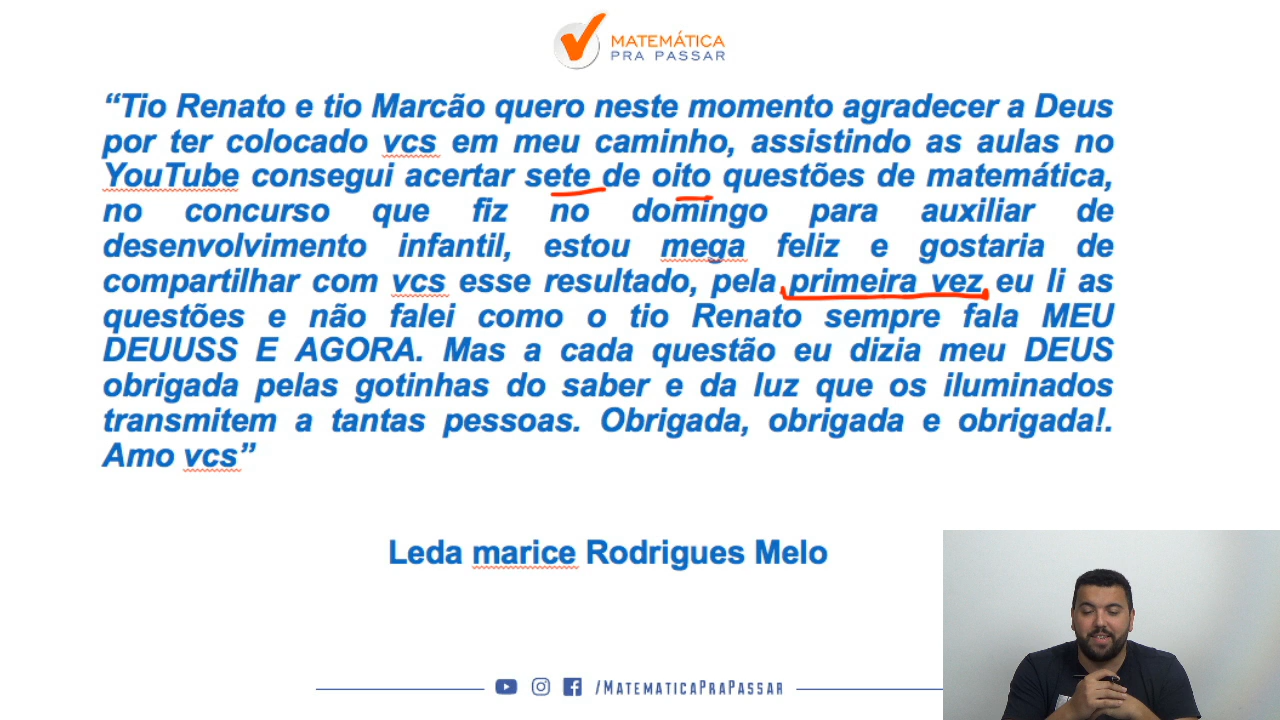 MATEMÁTICA
PRA PASSAR
“Tio Renato e tio Marcão quero neste momento agradecer a Deus
por ter colocado vcs em meu caminho, assistindo as aulas no
YouTube consegui acertar sete de oito questões de matemática,
no concurso que fiz no domingo para auxiliar de
desenvolvimento infantil, estou mega feliz e gostaria de
compartilhar com vcs esse resultado, pela primeira vez eu li as
questões e não falei como o tio Renato sempre fala MEU
DEUUSS E AGORA. Mas a cada questão eu dizia meu DEUS
obrigada pelas gotinhas do saber e da luz que os iluminados
transmitem a tantas pessoas. Obrigada, obrigada e obrigada!.
Amo vcs”
Leda marice Rodrigues Melo
/MATEMATICAPRAPASSAR